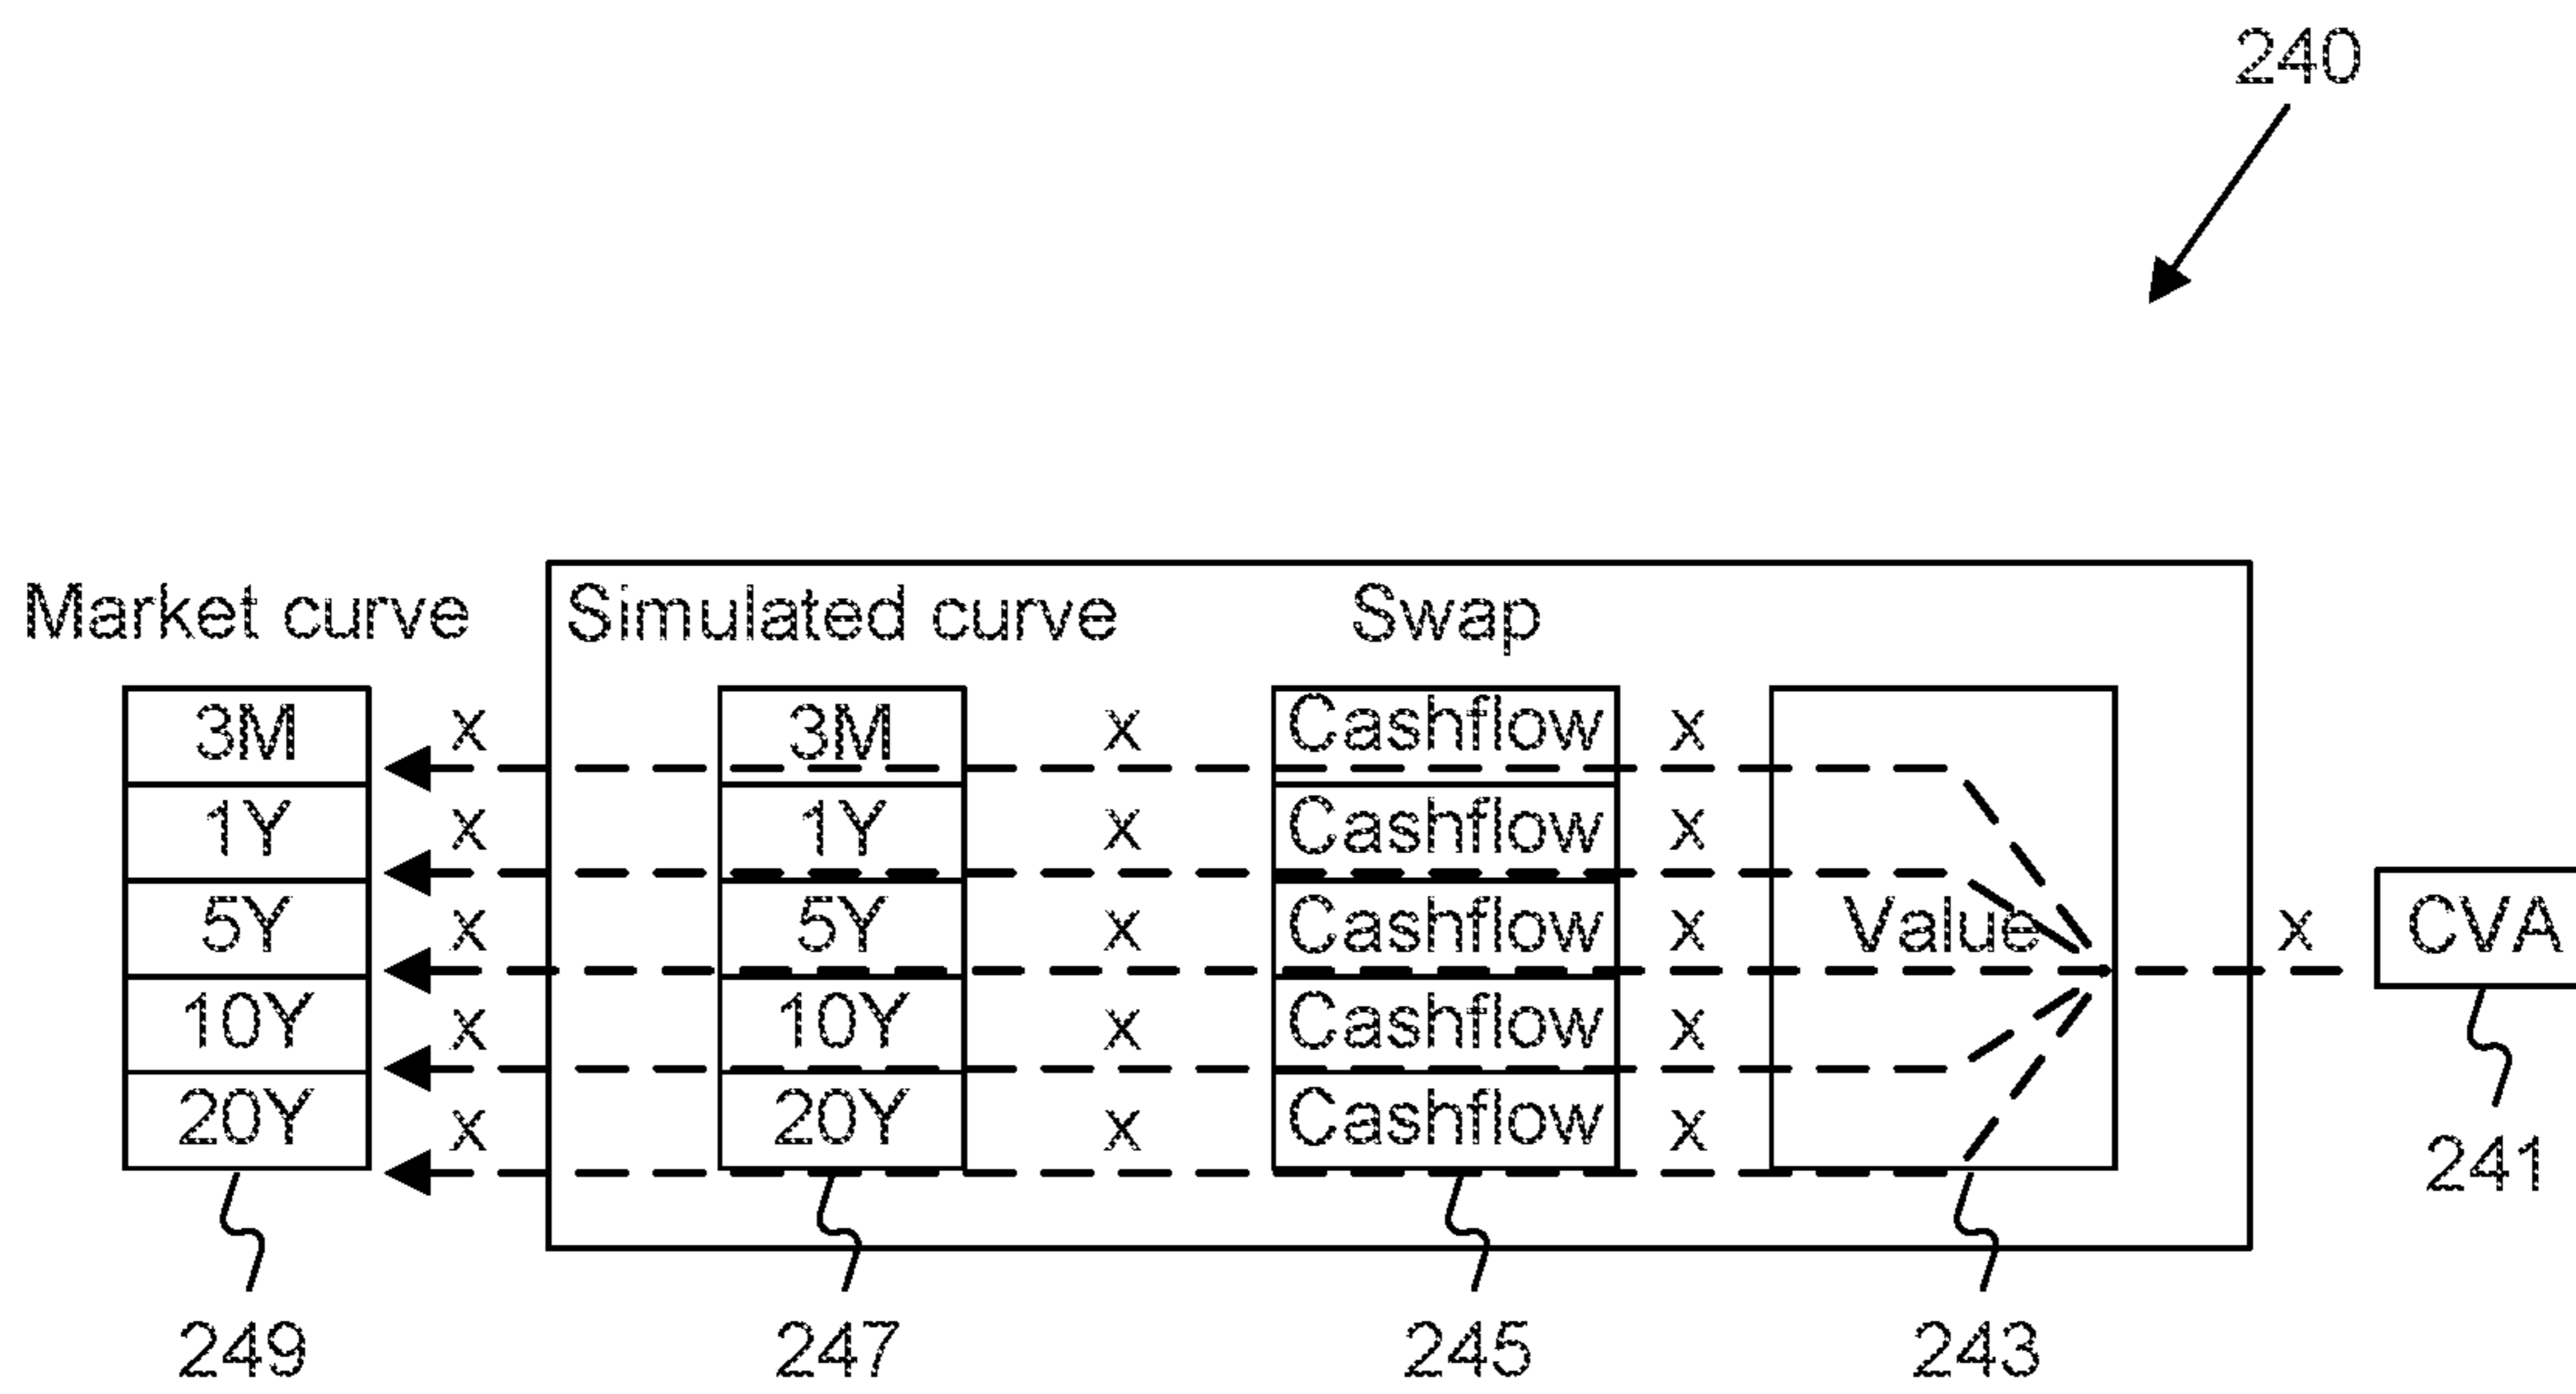 240
Market curve Simulated curve Swap
3M x 3M x Cashflow x
1Y x 1Y x Cashflow x
5Y x 5Y x Cashflow x Value x CVA
10Y x 10Y x Cashflow x
20Y x 20Y x Cashflow x
241
249 247 245 243